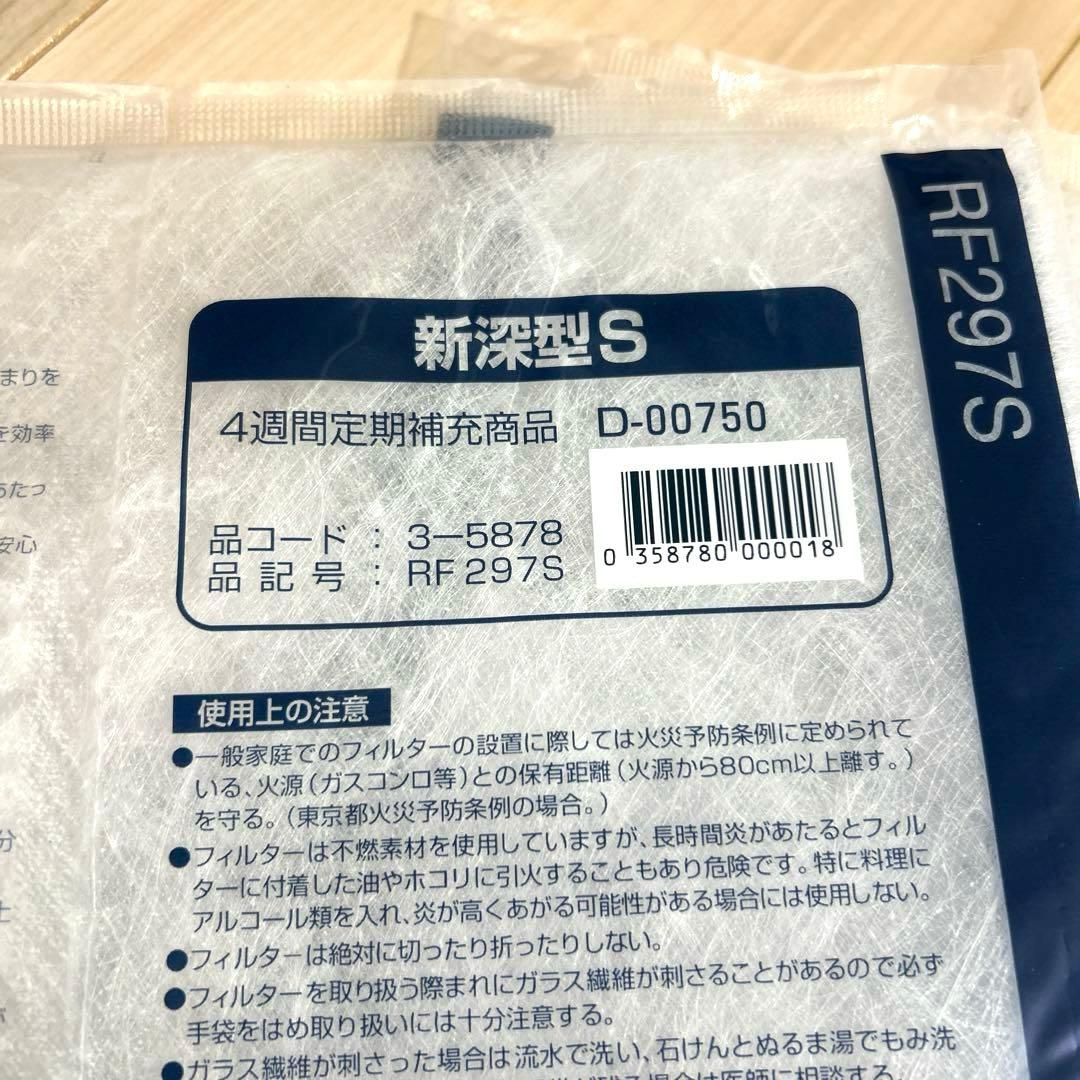 RF297S
新深型S
4週間定期補充商品 D-00750
品コード : 3-5878
品記号 : RF297S
0 358780 000018
まりを
を効率
あたっ
安心
分
使用上の注意
●一般家庭でのフィルターの設置に際しては火災予防条例に定められて
いる、火源(ガスコンロ等)との保有距離(火源から80cm以上離す。)
を守る。(東京都火災予防条例の場合。)
●フィルターは不燃素材を使用していますが、長時間炎があたるとフィル
ターに付着した油やホコリに引火することもあり危険です。特に料理に
アルコール類を入れ、炎が高くあがる可能性がある場合には使用しない。
●フィルターは絶対に切ったり折ったりしない。
●フィルターを取り扱う際まれにガラス繊維が刺さることがあるので必ず
手袋をはめ取り扱いには十分注意する。
●ガラス繊維が刺さった場合は流水で洗い、石けんとぬるま湯でもみ洗
場合は医師に相談する。